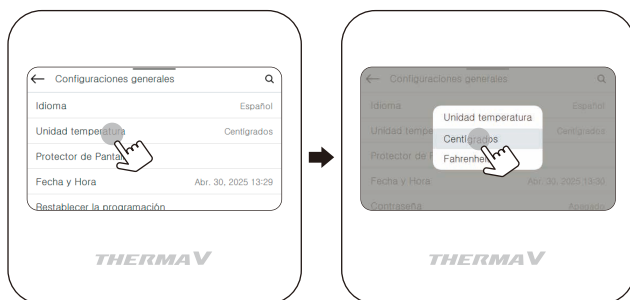 ← Configuraciones generales
Idioma Español
Unidad temperatura Centígrados
Protector de Pantal
Fecha y Hora Abr. 30, 2025 13:29
Restablecer la programación
THERMAV
← Configuraciones generales
Idioma Español
Unidad tempe Centígrados
Unidad temperatura
Centígrados
Fahrenheit
Protector de P
Fecha y Hora Abr. 30, 2025 13:30
Contraseña Apagado
THERMAV